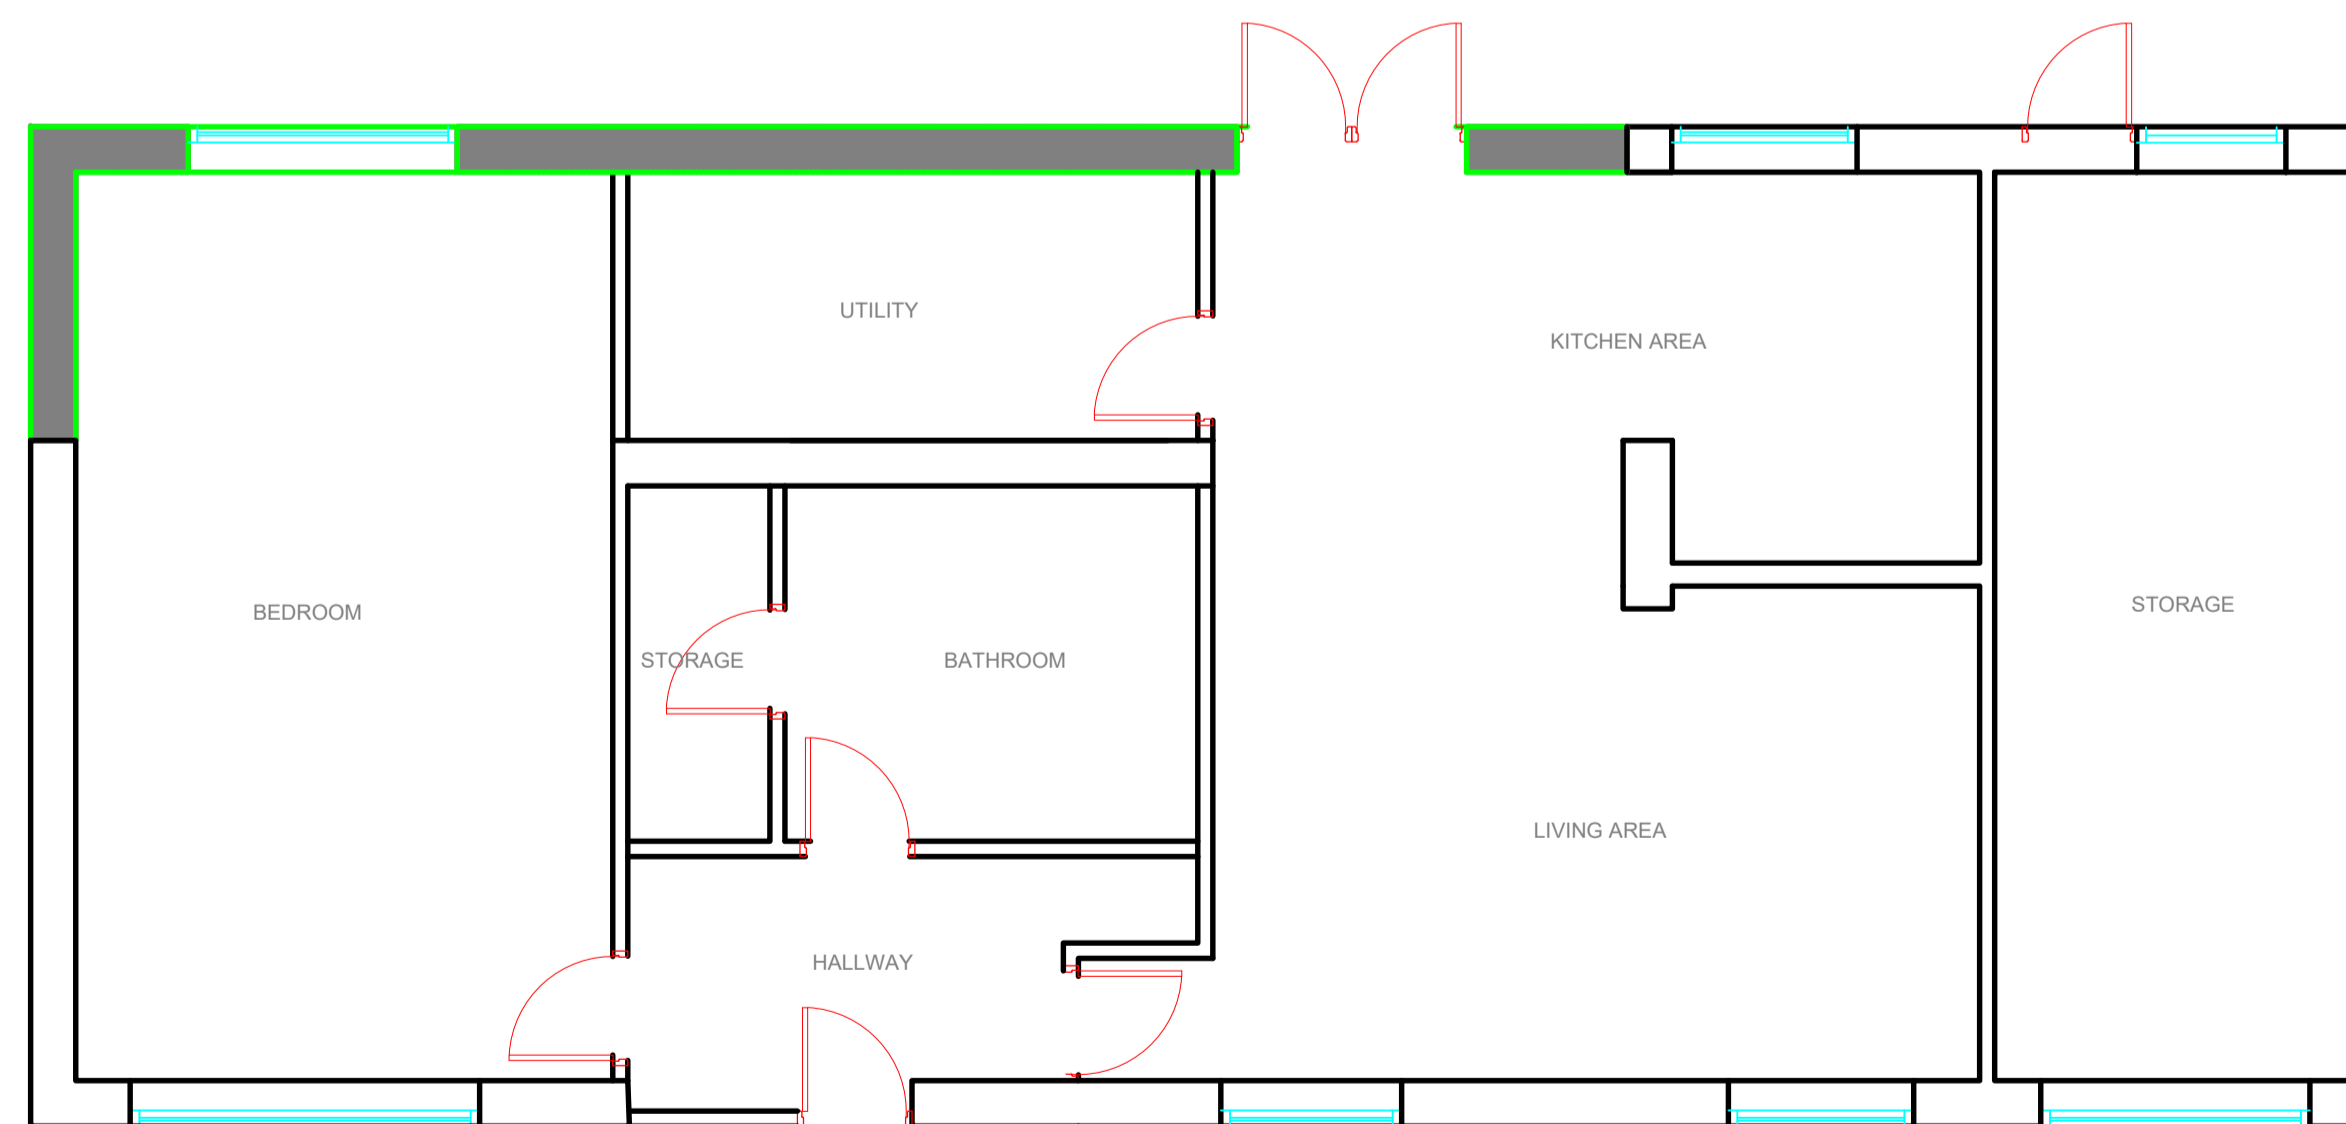 UTILITY
KITCHEN AREA
BEDROOM
STORAGE
STORAGE
BATHROOM
LIVING AREA
HALLWAY